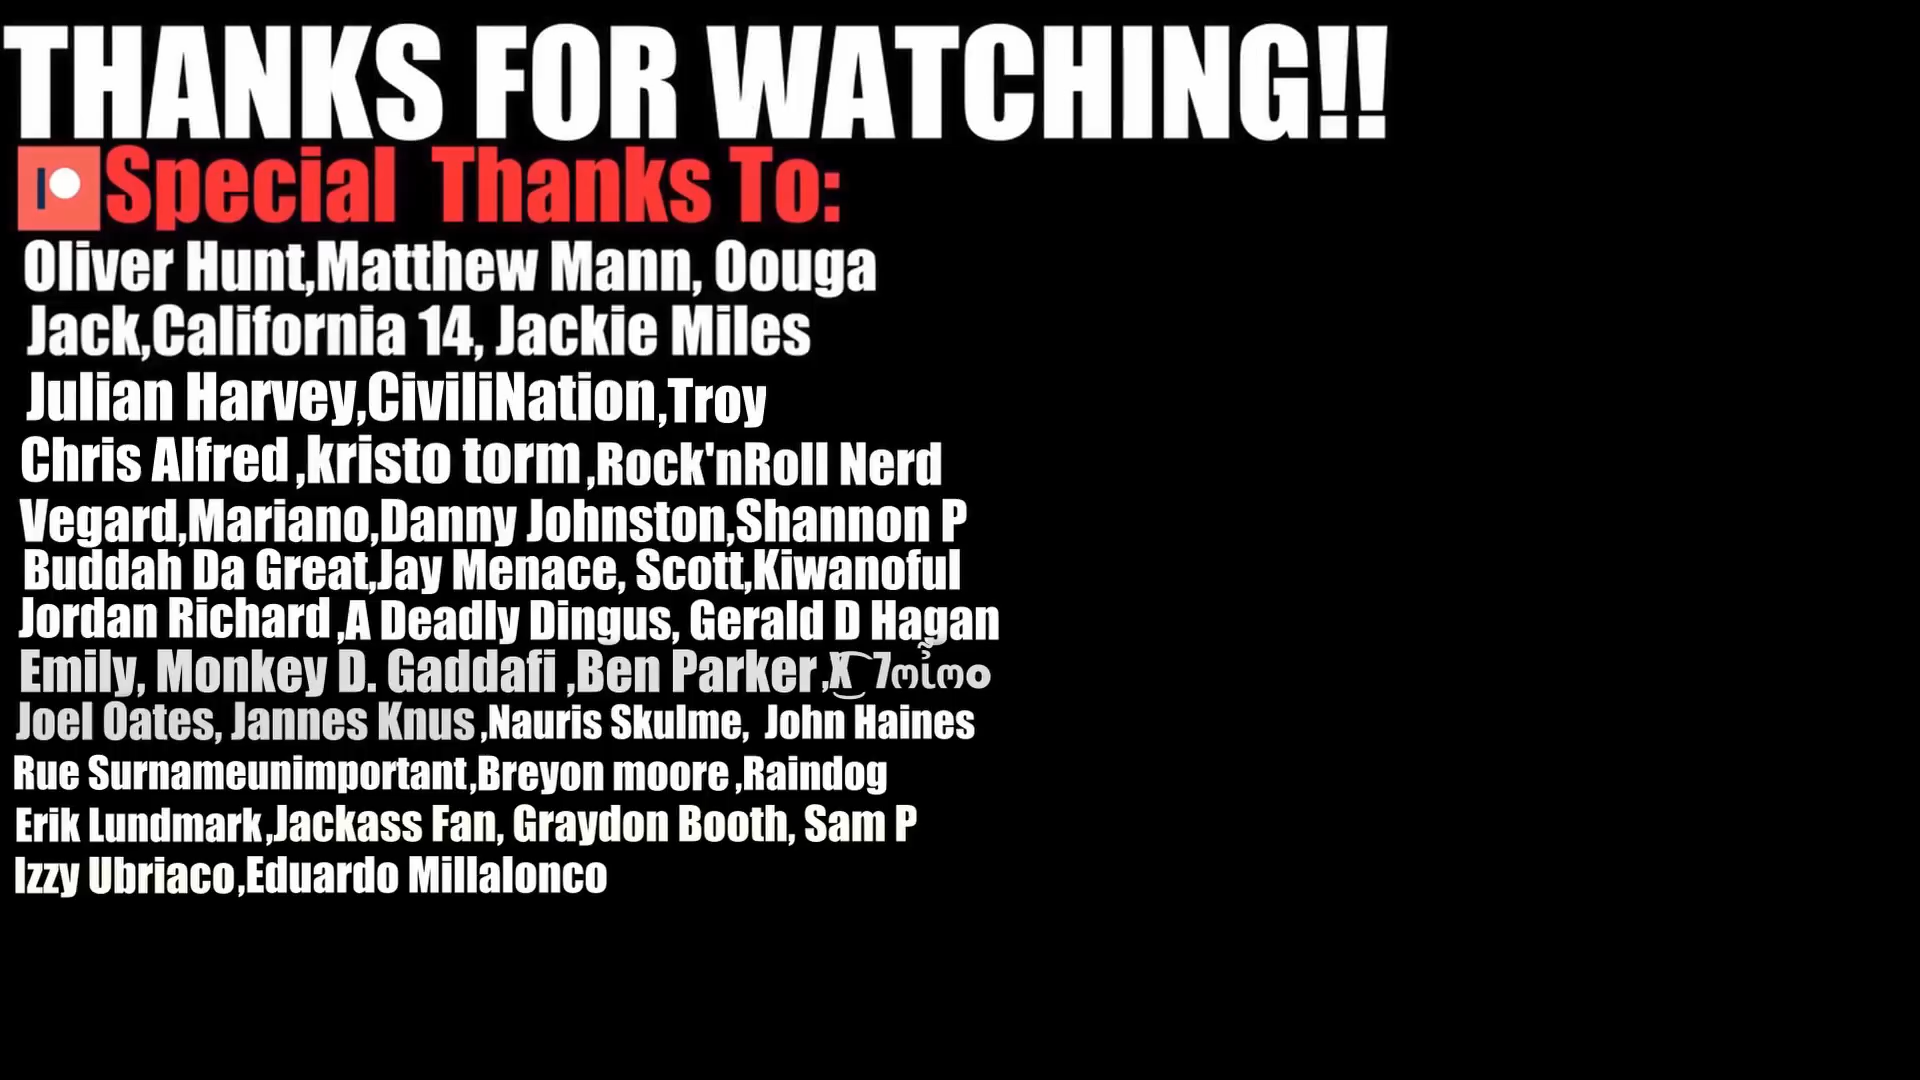 THANKS FOR WATCHING!!
Special Thanks To:
Oliver Hunt,Matthew Mann, Oouga
Jack,California 14, Jackie Miles
Julian Harvey,CiviliNation,Troy
Chris Alfred ,kristo torm ,Rock'nRoll Nerd
Vegard,Mariano,Danny Johnston,Shannon P
Buddah Da Great,Jay Menace, Scott,Kiwanoful
Jordan Richard ,A Deadly Dingus, Gerald D Hagan
Emily, Monkey D. Gaddafi ,Ben Parker
Joel Oates, Jannes Knus ,Nauris Skulme, John Haines
Rue Surnameunimportant,Breyon moore ,Raindog
Erik Lundmark,Jackass Fan, Graydon Booth, Sam P
Izzy Ubriaco,Eduardo Millalonco